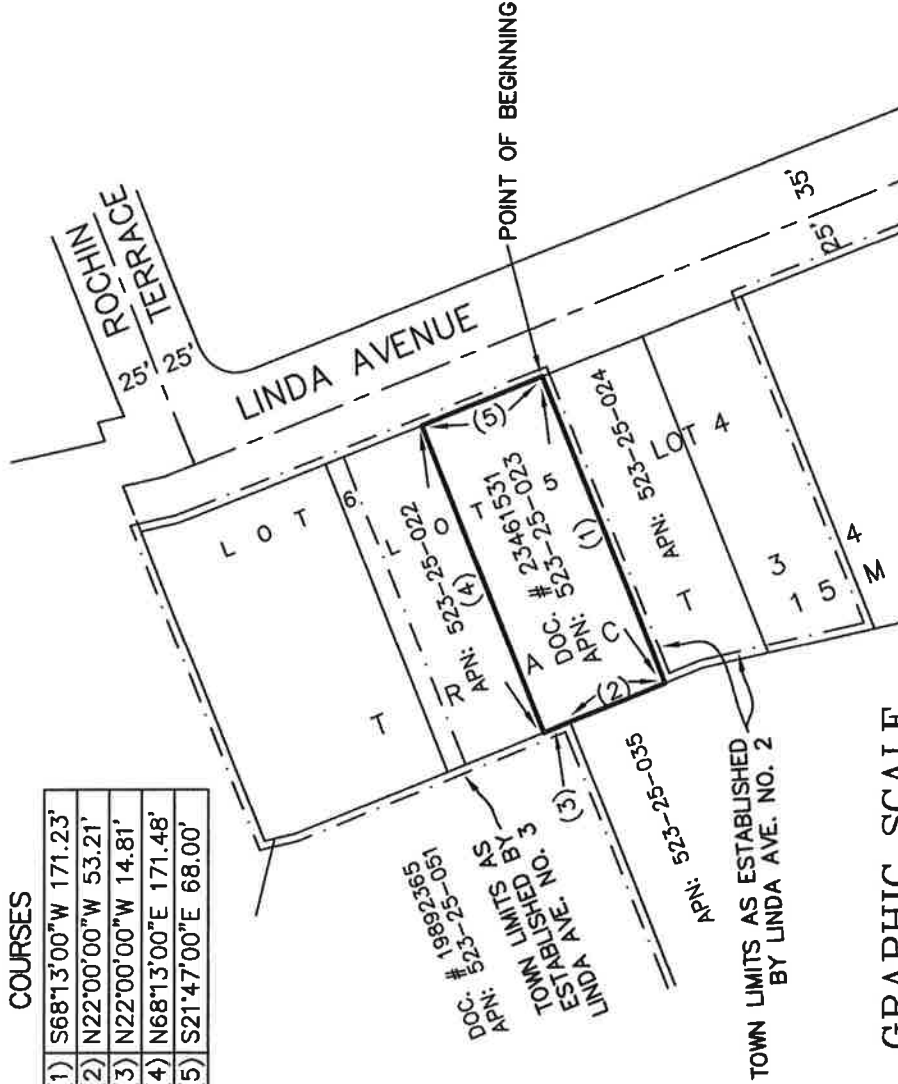 COURSES
1) S68°13'00"W 171.23'
2) N22°00'00"W 53.21'
3) N22°00'00"W 14.81'
4) N68°13'00"E 171.48'
5) S21°47'00"E 68.00'
ROCHIN
TERRACE
25'
25'
LINDA AVENUE
POINT OF BEGINNING
25'
35'
LOT 6
T R A C T
LOT 5
APN: 523-25-022
(4)
(5)
DOC. # 23461531
APN: 523-25-023
(1)
(2)
(3)
APN: 523-25-024
LOT 4
3
1 5 4
M
DOC. # 19892365
APN: 523-25-051
TOWN LIMITS AS
ESTABLISHED BY
LINDA AVE. NO. 3
APN: 523-25-035
TOWN LIMITS AS ESTABLISHED
BY LINDA AVE. NO. 2
GRAPHIC SCALE